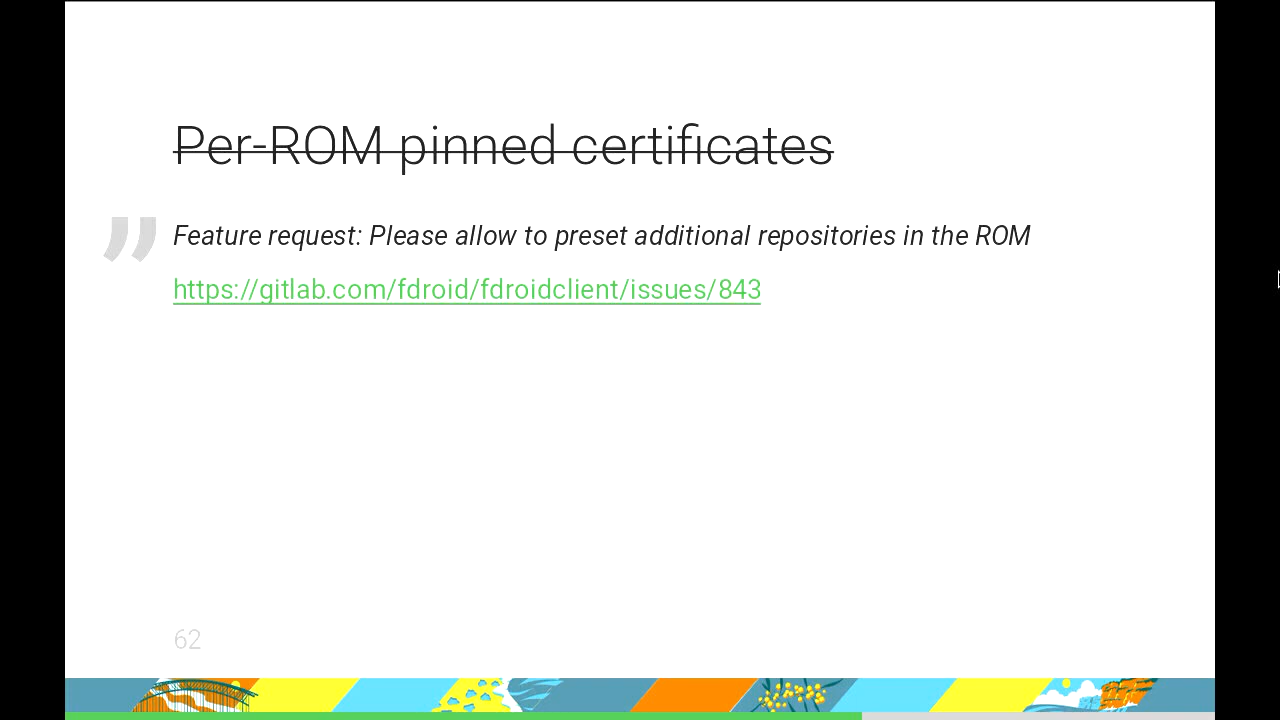 Per-ROM pinned certificates
” Feature request: Please allow to preset additional repositories in the ROM
https://gitlab.com/fdroid/fdroidclient/issues/843
62